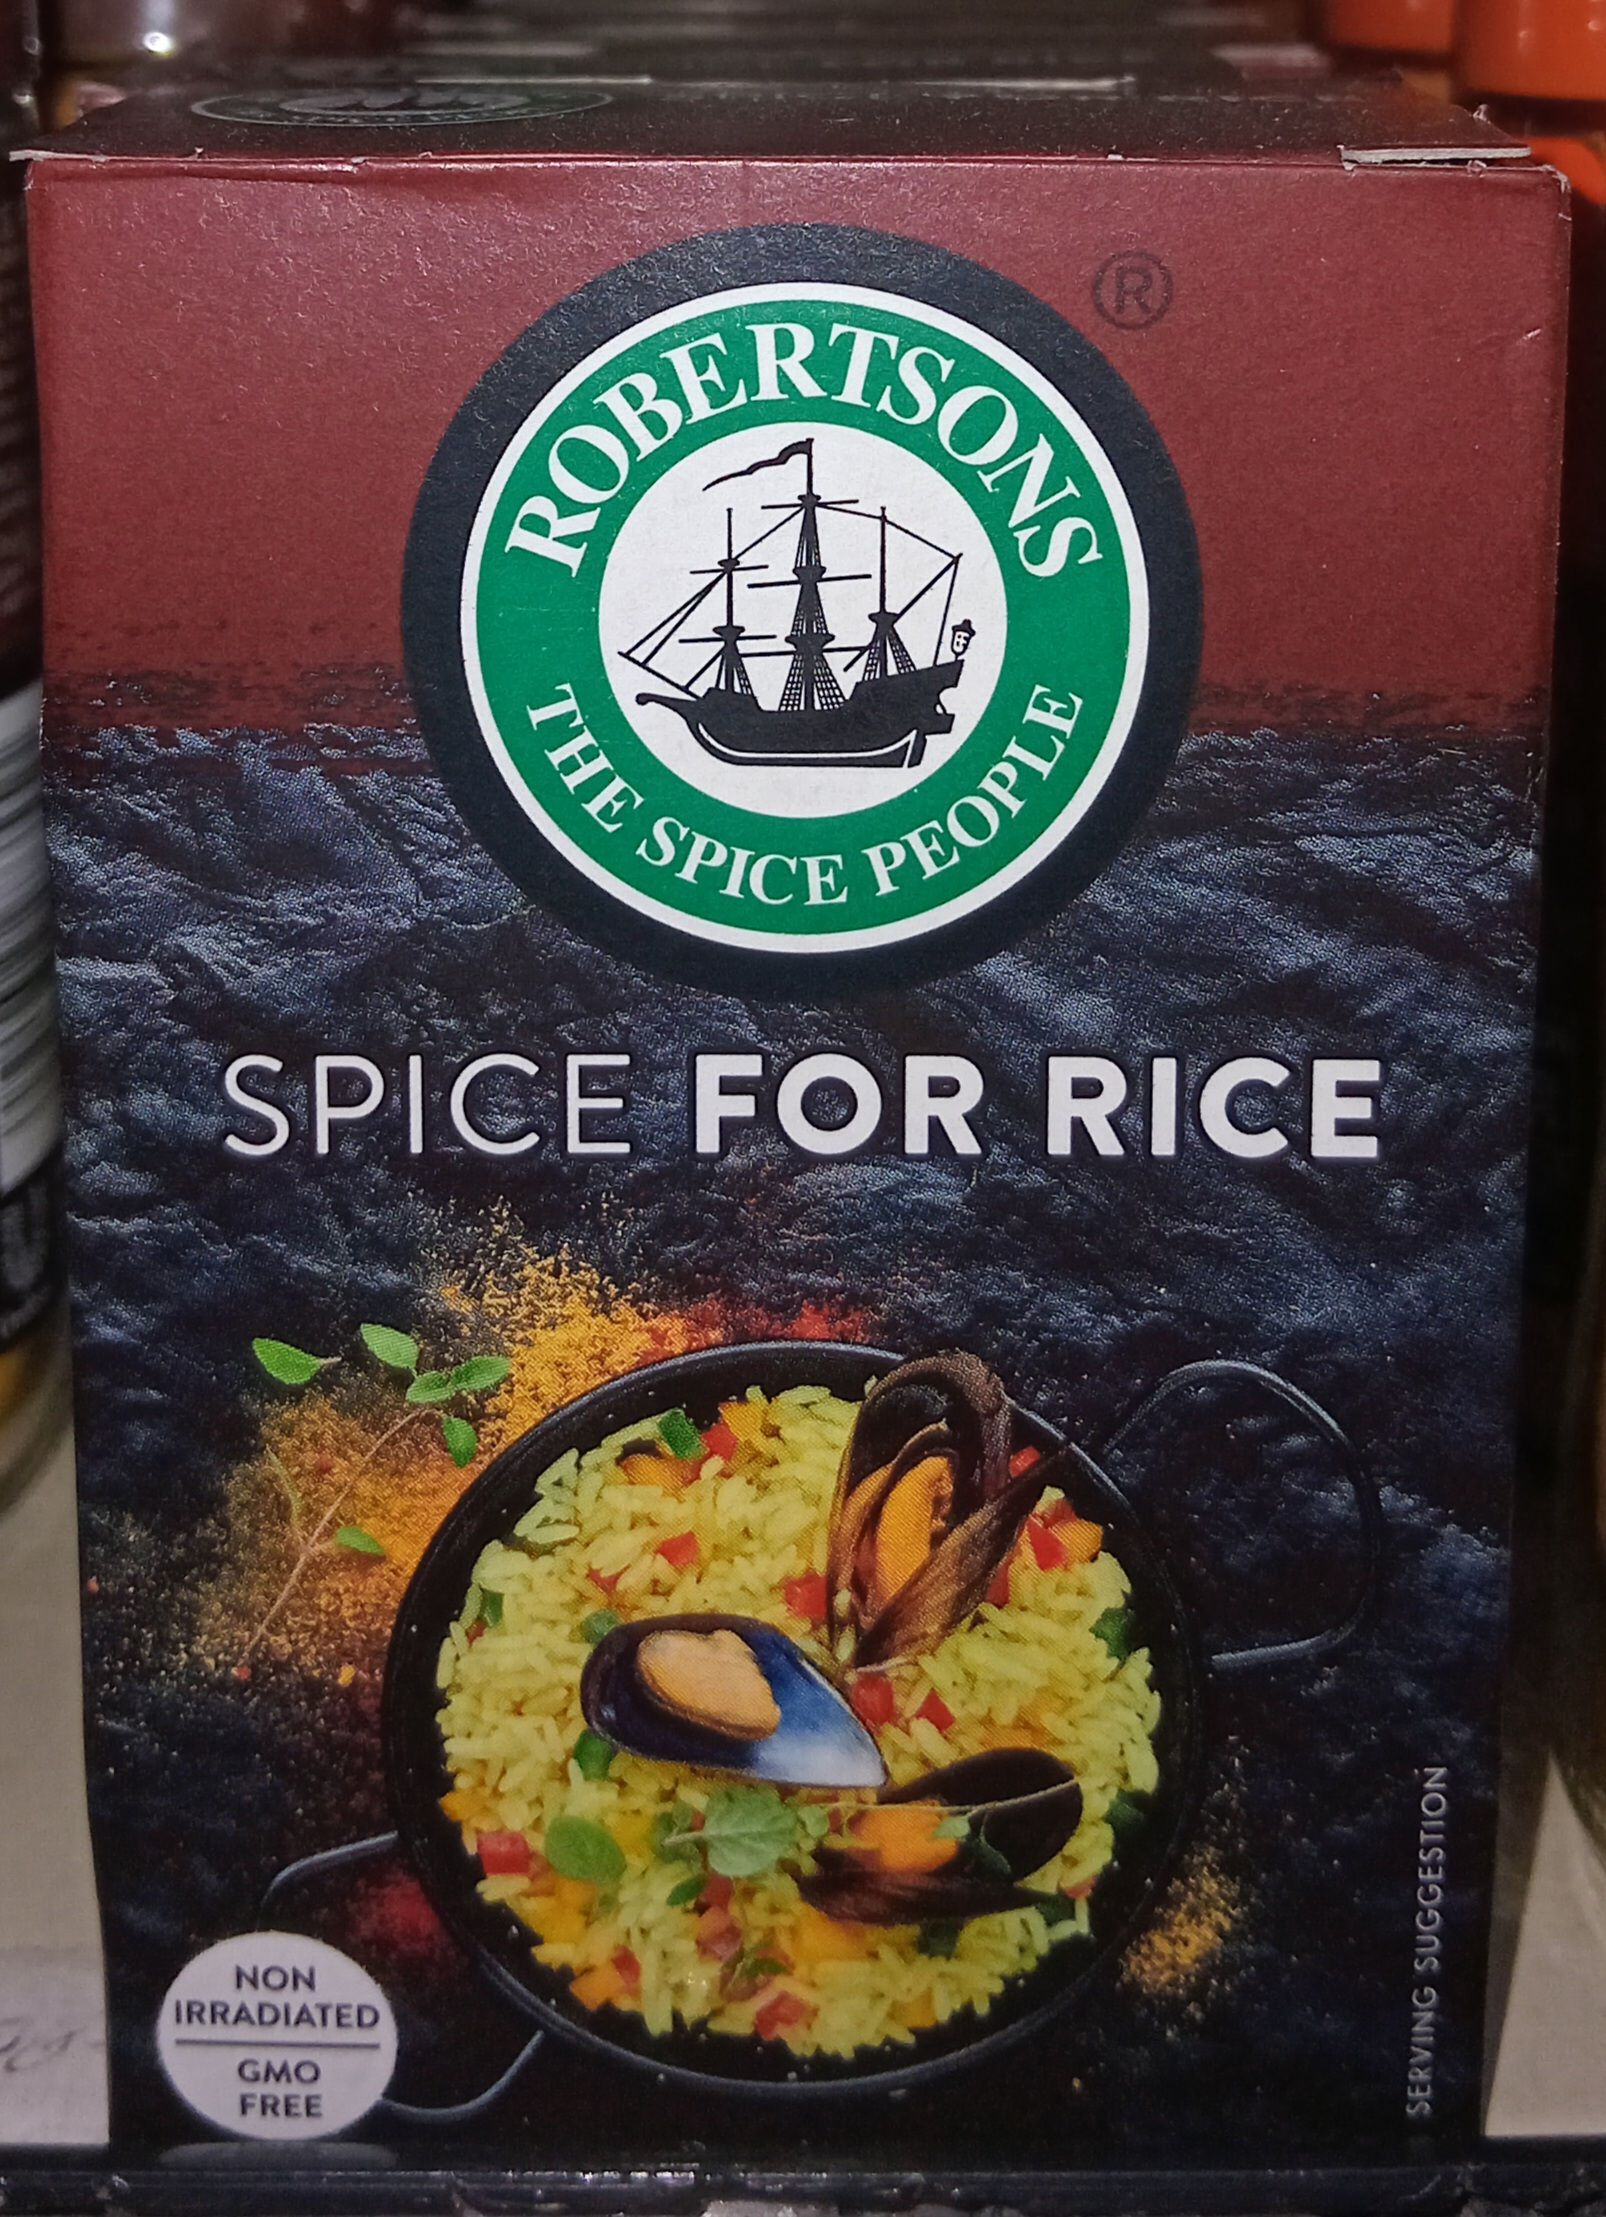 ROBERTSONS
®
THE SPICE PEOPLE
SPICE FOR RICE
NON
IRRADIATED
GMO
FREE
SERVING SUGGESTION